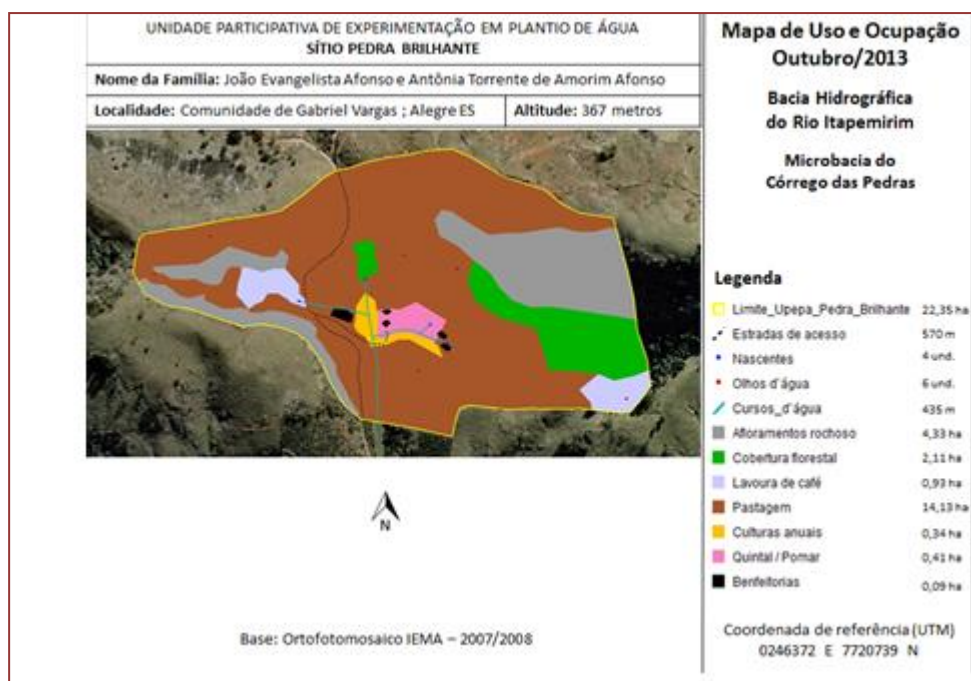 UNIDADE PARTICIPATIVA DE EXPERIMENTAÇÃO EM PLANTIO DE ÁGUA
SÍTIO PEDRA BRILHANTE
Nome da Família: João Evangelista Afonso e Antônia Torrente de Amorim Afonso
Localidade: Comunidade de Gabriel Vargas ; Alegre ES
Altitude: 367 metros
N
Base: Ortofotomosaico IEMA – 2007/2008
Mapa de Uso e Ocupação
Outubro/2013
Bacia Hidrográfica
do Rio Itapemirim
Microbacia do
Córrego das Pedras
Legenda
Limite_Upepa_Pedra_Brilhante 22,35 ha
Estradas de acesso 570 m
Nascentes 4 und.
Olhos d´água 6 und.
Cursos_d´água 435 m
Afloramentos rochoso 4,33 ha
Cobertura florestal 2,11 ha
Lavoura de café 0,93 ha
Pastagem 14,13 ha
Culturas anuais 0,34 ha
Quintal / Pomar 0,41 ha
Benfeitorias 0,09 ha
Coordenada de referência (UTM)
0246372 E 7720739 N